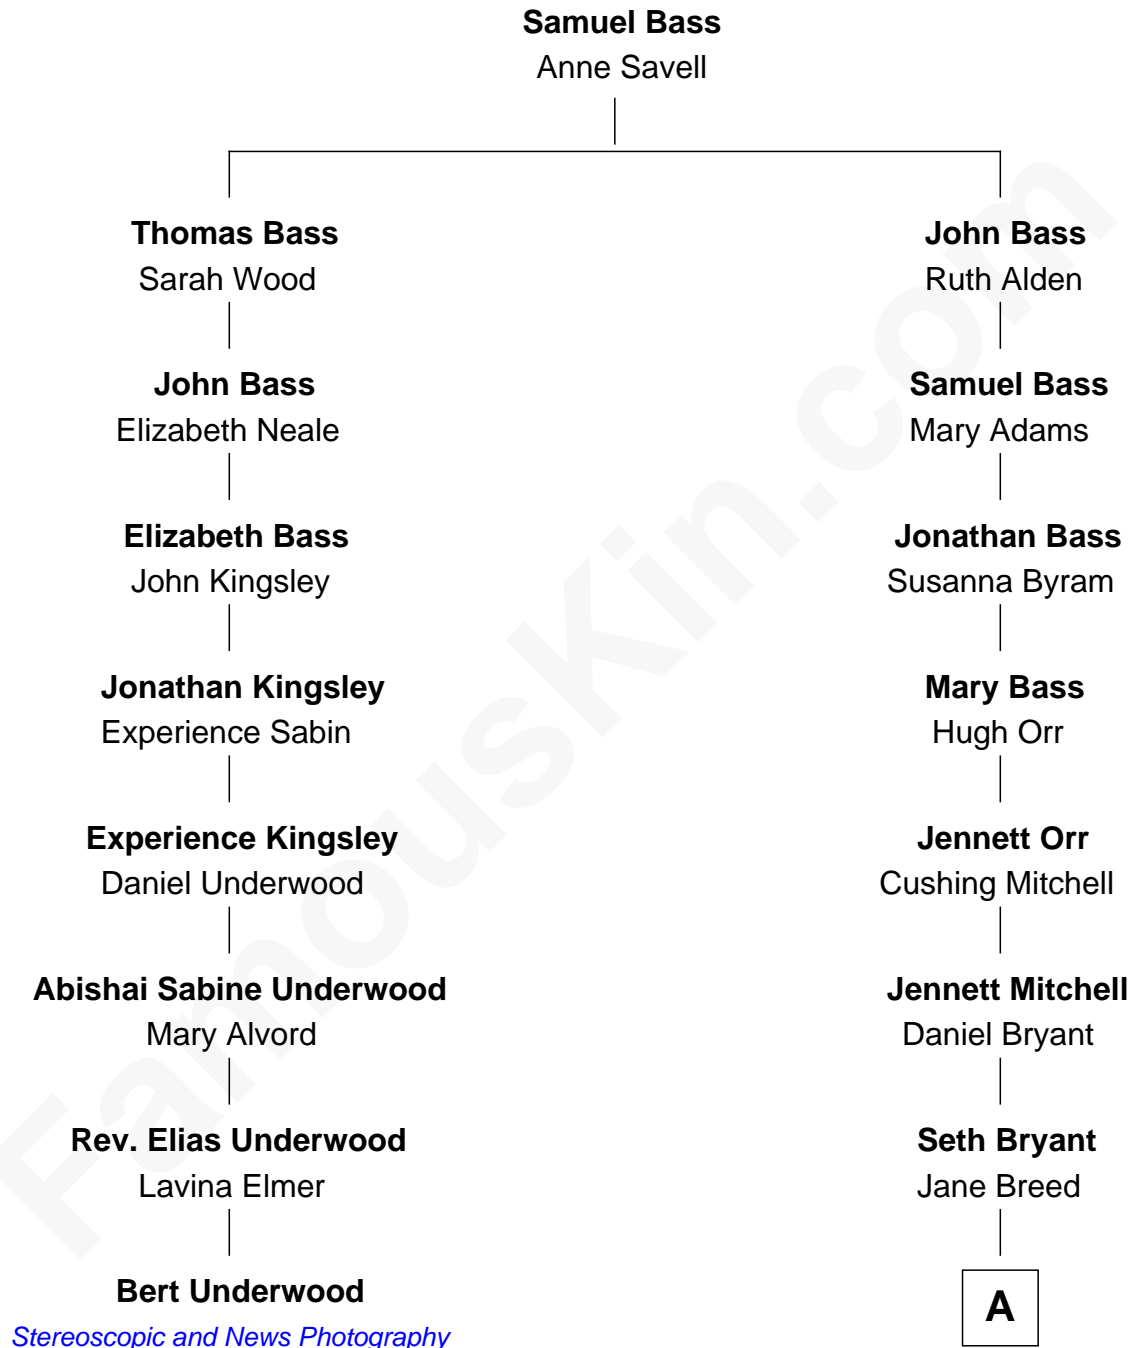 Samuel Bass
Anne Savell
Thomas Bass
Sarah Wood
John Bass
Ruth Alden
John Bass
Elizabeth Neale
Samuel Bass
Mary Adams
Elizabeth Bass
John Kingsley
Jonathan Bass
Susanna Byram
Jonathan Kingsley
Experience Sabin
Mary Bass
Hugh Orr
Experience Kingsley
Daniel Underwood
Jennett Orr
Cushing Mitchell
Abishai Sabine Underwood
Mary Alvord
Jennett Mitchell
Daniel Bryant
Rev. Elias Underwood
Lavina Elmer
Seth Bryant
Jane Breed
Bert Underwood
Stereoscopic and News Photography
A
FamousKin.com